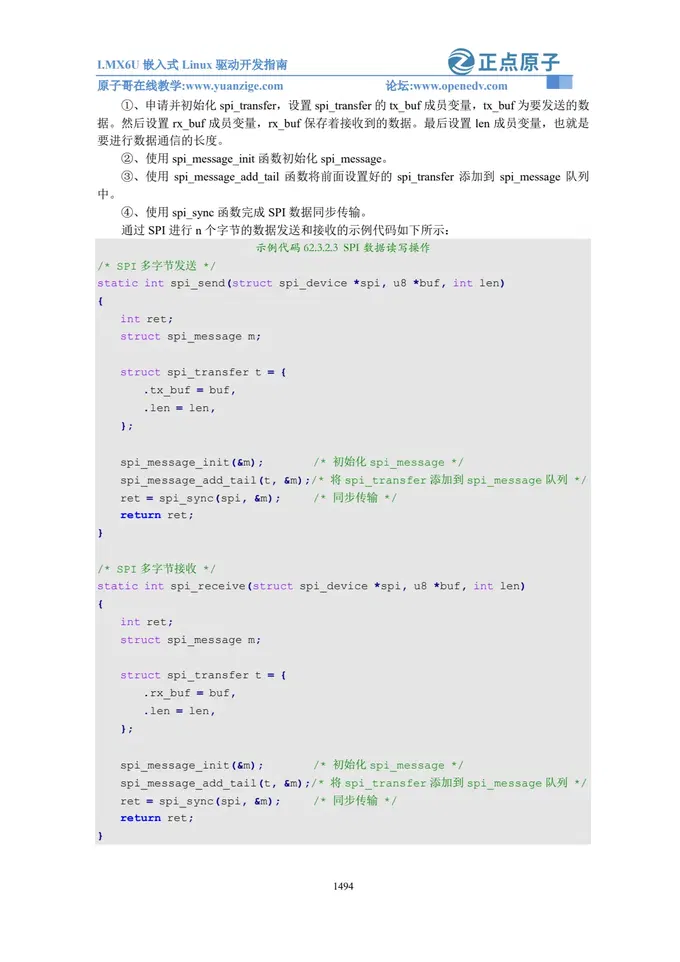 I.MX6U 嵌入式 Linux 驱动开发指南
正点原子
原子哥在线教学:www.yuanzige.com 论坛:www.openedv.com
①、申请并初始化 spi_transfer，设置 spi_transfer 的 tx_buf 成员变量，tx_buf 为要发送的数
据。然后设置 rx_buf 成员变量，rx_buf 保存着接收到的数据。最后设置 len 成员变量，也就是
要进行数据通信的长度。
②、使用 spi_message_init 函数初始化 spi_message。
③、使用 spi_message_add_tail 函数将前面设置好的 spi_transfer 添加到 spi_message 队列
中。
④、使用 spi_sync 函数完成 SPI 数据同步传输。
通过 SPI 进行 n 个字节的数据发送和接收的示例代码如下所示：
示例代码 62.3.2.3 SPI 数据读写操作
/* SPI 多字节发送 */
static int spi_send(struct spi_device *spi, u8 *buf, int len)
{
int ret;
struct spi_message m;
struct spi_transfer t = {
.tx_buf = buf,
.len = len,
};
spi_message_init(&m); /* 初始化 spi_message */
spi_message_add_tail(t, &m);/* 将 spi_transfer 添加到 spi_message 队列 */
ret = spi_sync(spi, &m); /* 同步传输 */
return ret;
}
/* SPI 多字节接收 */
static int spi_receive(struct spi_device *spi, u8 *buf, int len)
{
int ret;
struct spi_message m;
struct spi_transfer t = {
.rx_buf = buf,
.len = len,
};
spi_message_init(&m); /* 初始化 spi_message */
spi_message_add_tail(t, &m);/* 将 spi_transfer 添加到 spi_message 队列 */
ret = spi_sync(spi, &m); /* 同步传输 */
return ret;
}
1494